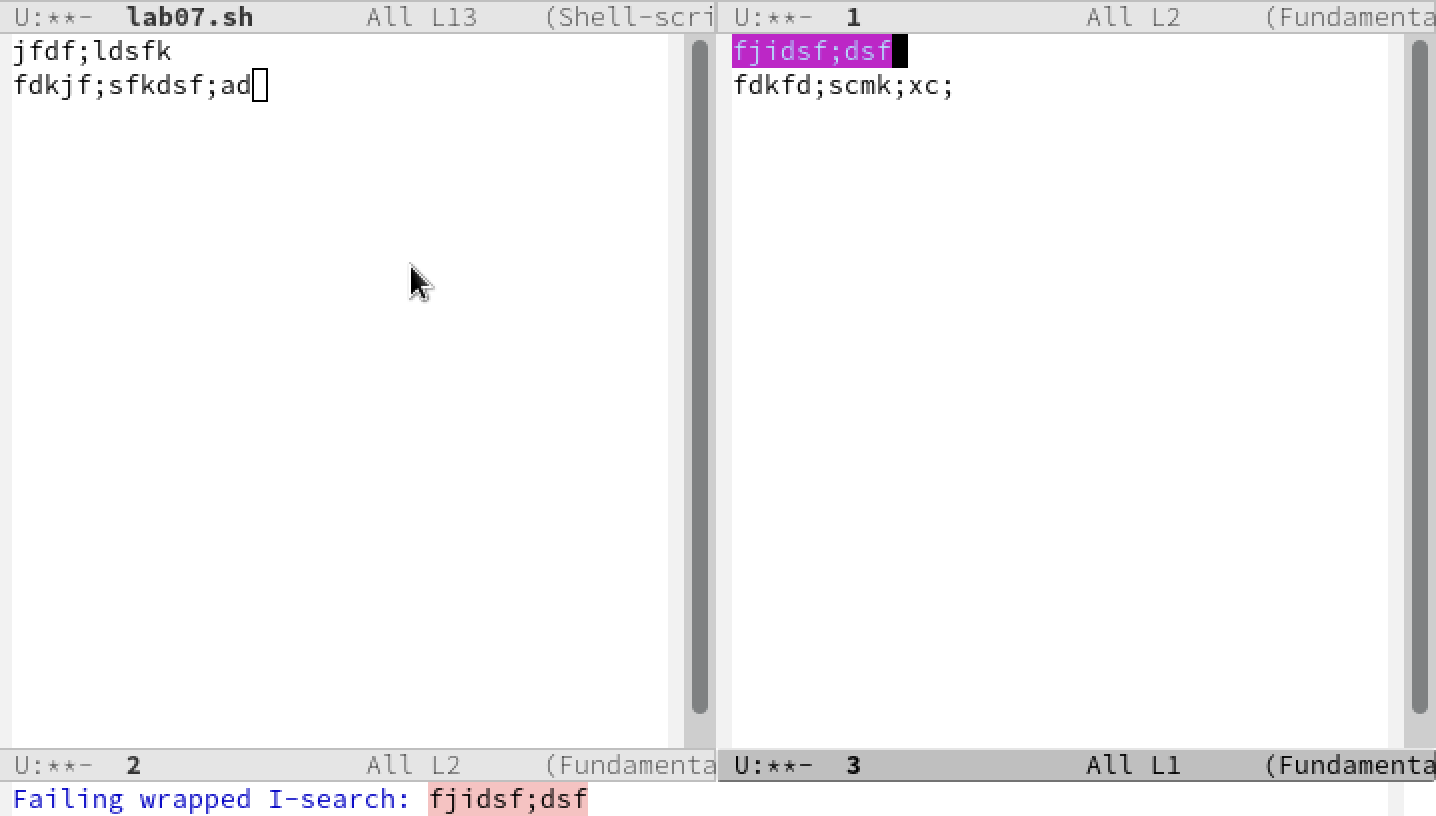 U:**-  lab07.sh       All L13    (Shell-scri
U:**-  1              All L2     (Fundamenta
jfdf;ldsfk
fdkjf;sfkdsf;ad
fjidsf;dsf
fdkfd;scmk;xc;
U:**-  2              All L2     (Fundamenta
U:**-  3              All L1     (Fundamenta
Failing wrapped I-search: fjidsf;dsf